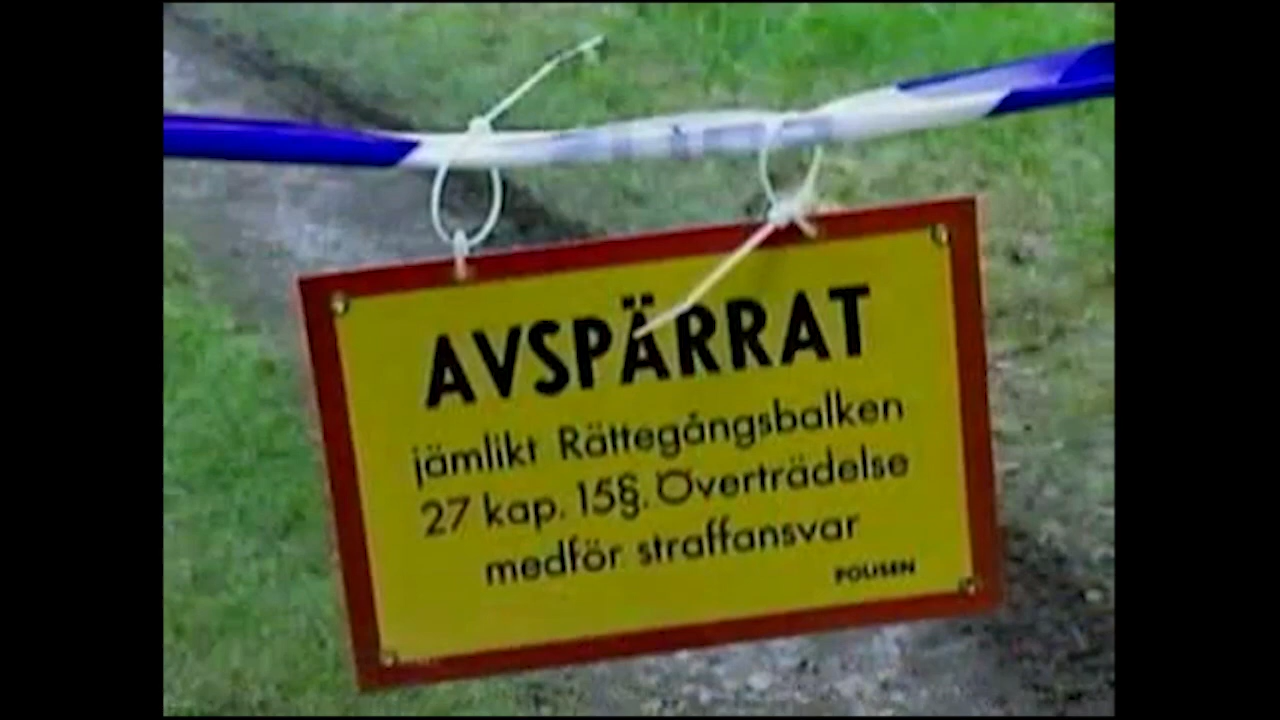 AVSPÄRRAT
jämlikt Rättegångsbalken
27 kap. 15§. Överträdelse
medför straffansvar
POLISEN